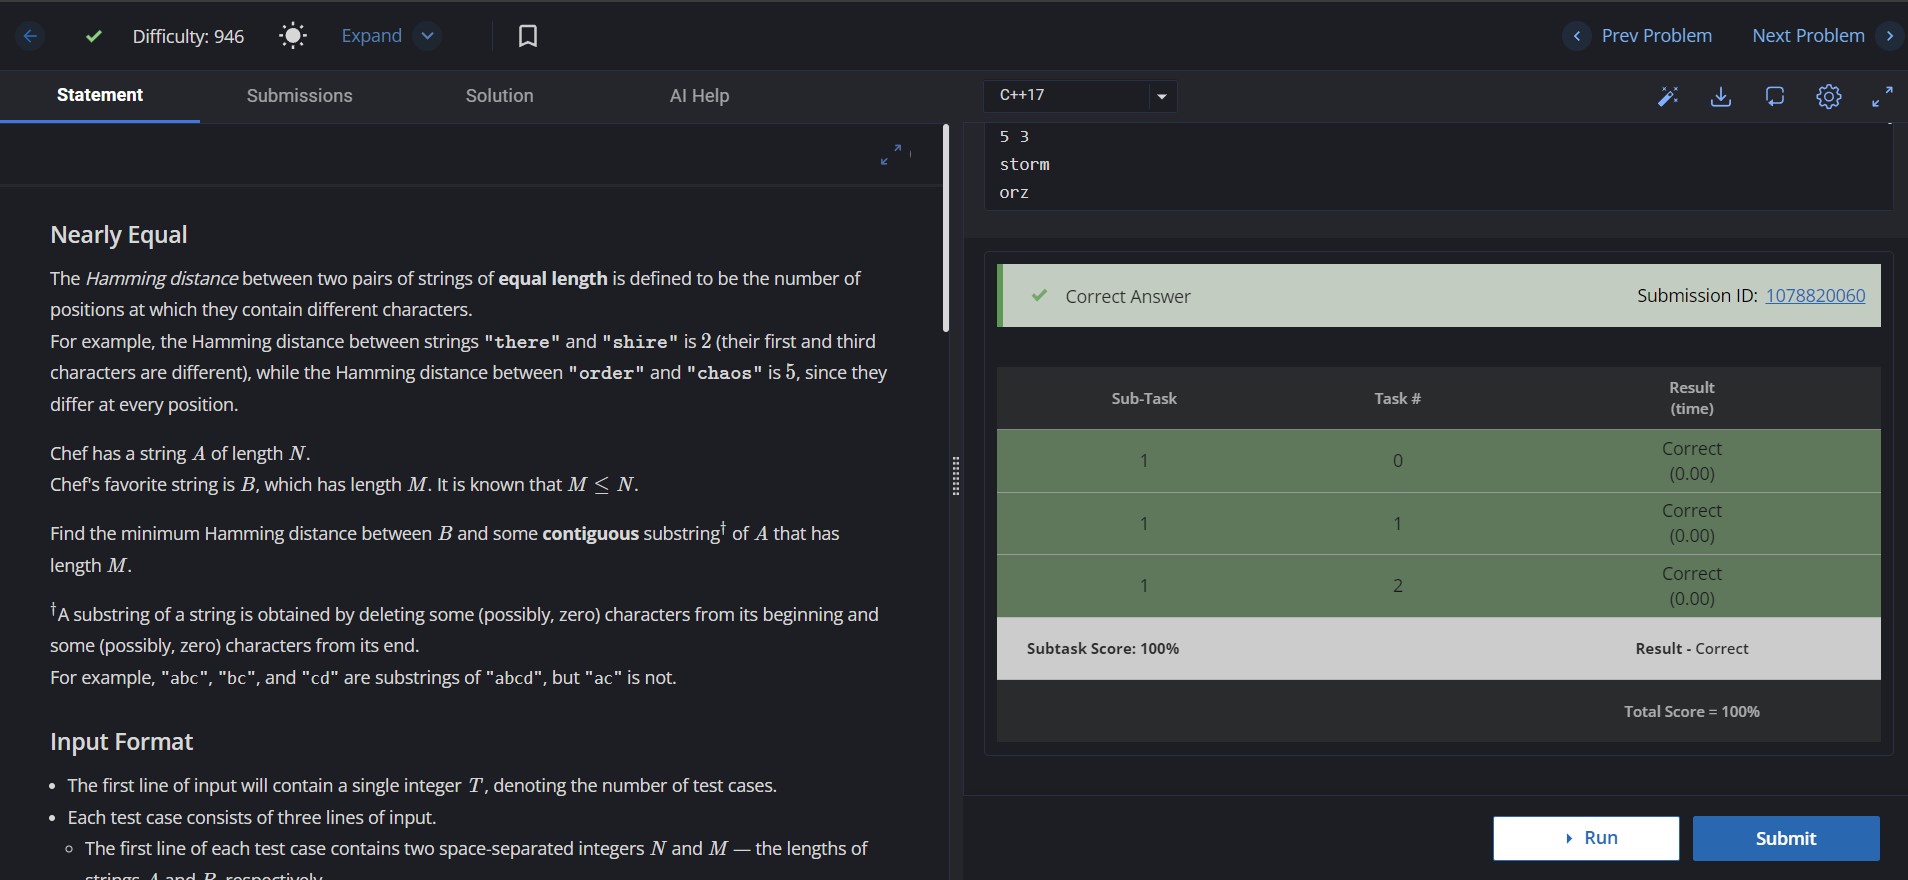 Difficulty: 946
Expand
Prev Problem
Next Problem
Statement
Submissions
Solution
AI Help
Nearly Equal
The Hamming distance between two pairs of strings of equal length is defined to be the number of
positions at which they contain different characters.
For example, the Hamming distance between strings "there" and "shire" is 2 (their first and third
characters are different), while the Hamming distance between "order" and "chaos" is 5, since they
differ at every position.
Chef has a string A of length N.
Chef's favorite string is B, which has length M. It is known that M ≤ N.
Find the minimum Hamming distance between B and some contiguous substring† of A that has
length M.
†A substring of a string is obtained by deleting some (possibly, zero) characters from its beginning and
some (possibly, zero) characters from its end.
For example, "abc", "bc", and "cd" are substrings of "abcd", but "ac" is not.
Input Format
• The first line of input will contain a single integer T, denoting the number of test cases.
• Each test case consists of three lines of input.
◦ The first line of each test case contains two space-separated integers N and M — the lengths of
strings A and B, respectively.
C++17
5 3
storm
orz
Correct Answer
Submission ID: 1078820060
Sub-Task Task # Result
(time)
1 0 Correct
(0.00)
1 1 Correct
(0.00)
1 2 Correct
(0.00)
Subtask Score: 100% Result - Correct
Total Score = 100%
Run
Submit